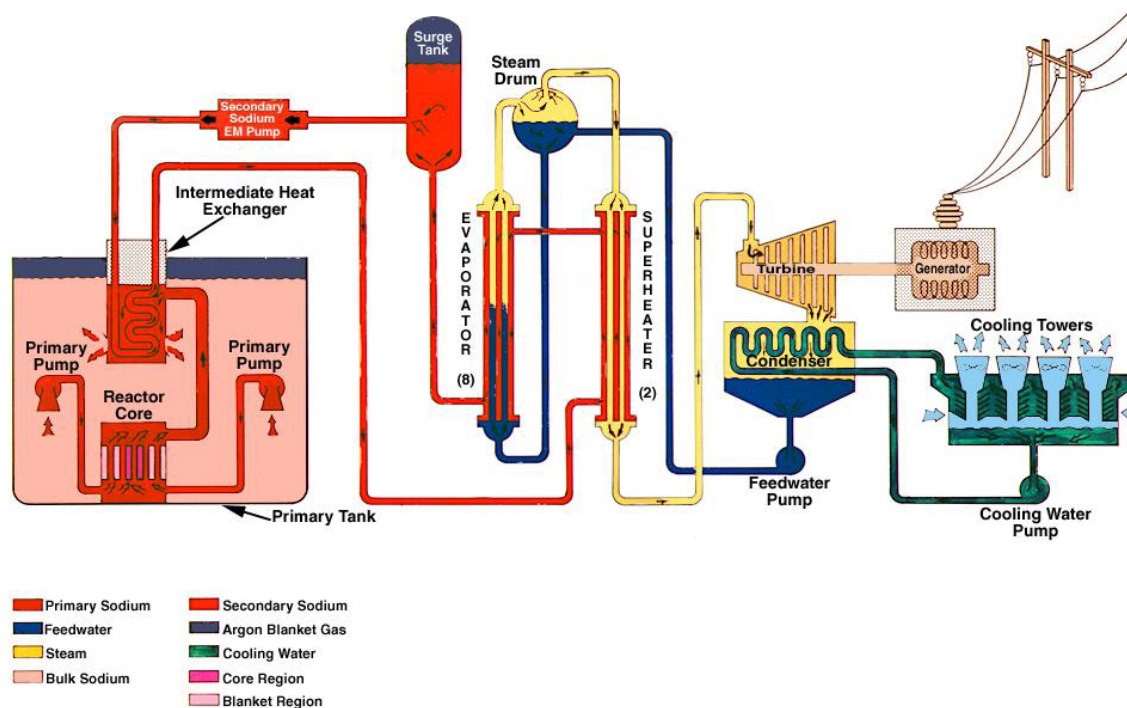 Surge
Tank
Steam
Drum
Secondary
Sodium
EM Pump
Intermediate Heat
Exchanger
EVAPORATOR
(8)
SUPERHEATER
(2)
Turbine
Generator
Primary
Pump
Primary
Pump
Reactor
Core
Condenser
Cooling Towers
Feedwater
Pump
Cooling Water
Pump
Primary Tank
Primary Sodium
Feedwater
Steam
Bulk Sodium
Secondary Sodium
Argon Blanket Gas
Cooling Water
Core Region
Blanket Region